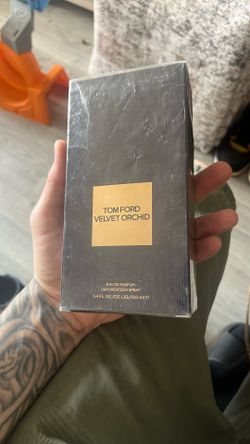 TOM FORD
VELVET ORCHID
EAU DE PARFUM
VAPORISATEUR SPRAY
3.4 FL.OZ./OZ.LIQ/100 ml ℮